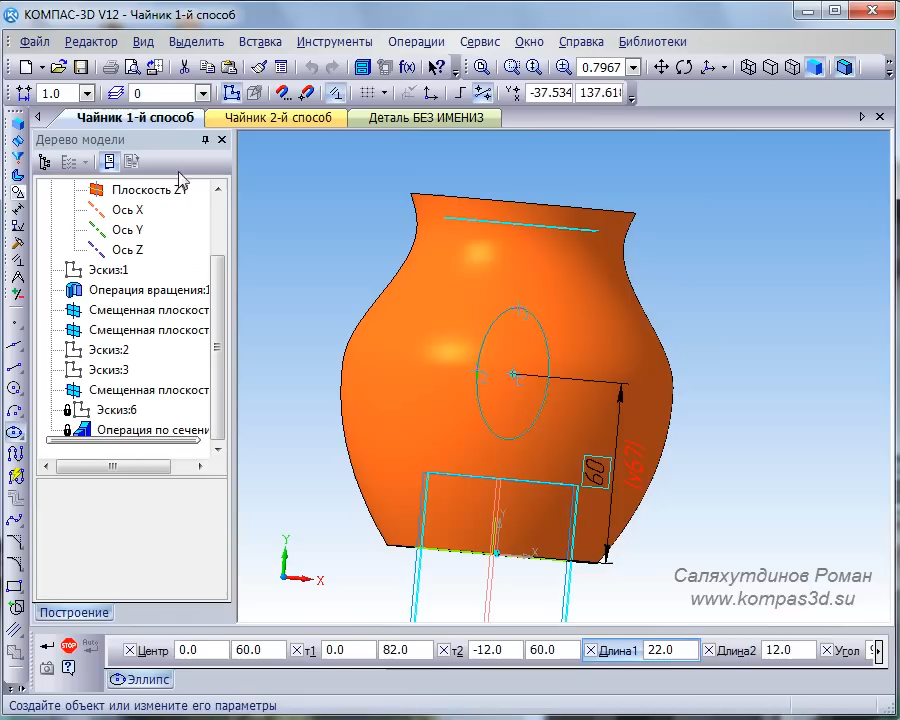 КОМПАС-3D V12 - Чайник 1-й способ
Файл Редактор Вид Выделить Вставка Инструменты Операции Сервис Окно Справка Библиотеки
f(x) 0.7967
1.0 0 -37.534 137.618
Чайник 1-й способ Чайник 2-й способ Деталь БЕЗ ИМЕНИ3
Дерево модели
Плоскость ZY
Ось X
Ось Y
Ось Z
Эскиз:1
Операция вращения:1
Смещенная плоскост
Смещенная плоскост
Эскиз:2
Эскиз:3
Смещенная плоскост
Эскиз:6
Операция по сечени
60
Y
X
Y
X
Саляхутдинов Роман
www.kompas3d.su
Построение
STOP Auto Центр 0.0 60.0 т1 0.0 82.0 т2 -12.0 60.0 Длина1 22.0 Длина2 12.0 Угол
Эллипс
Создайте объект или измените его параметры